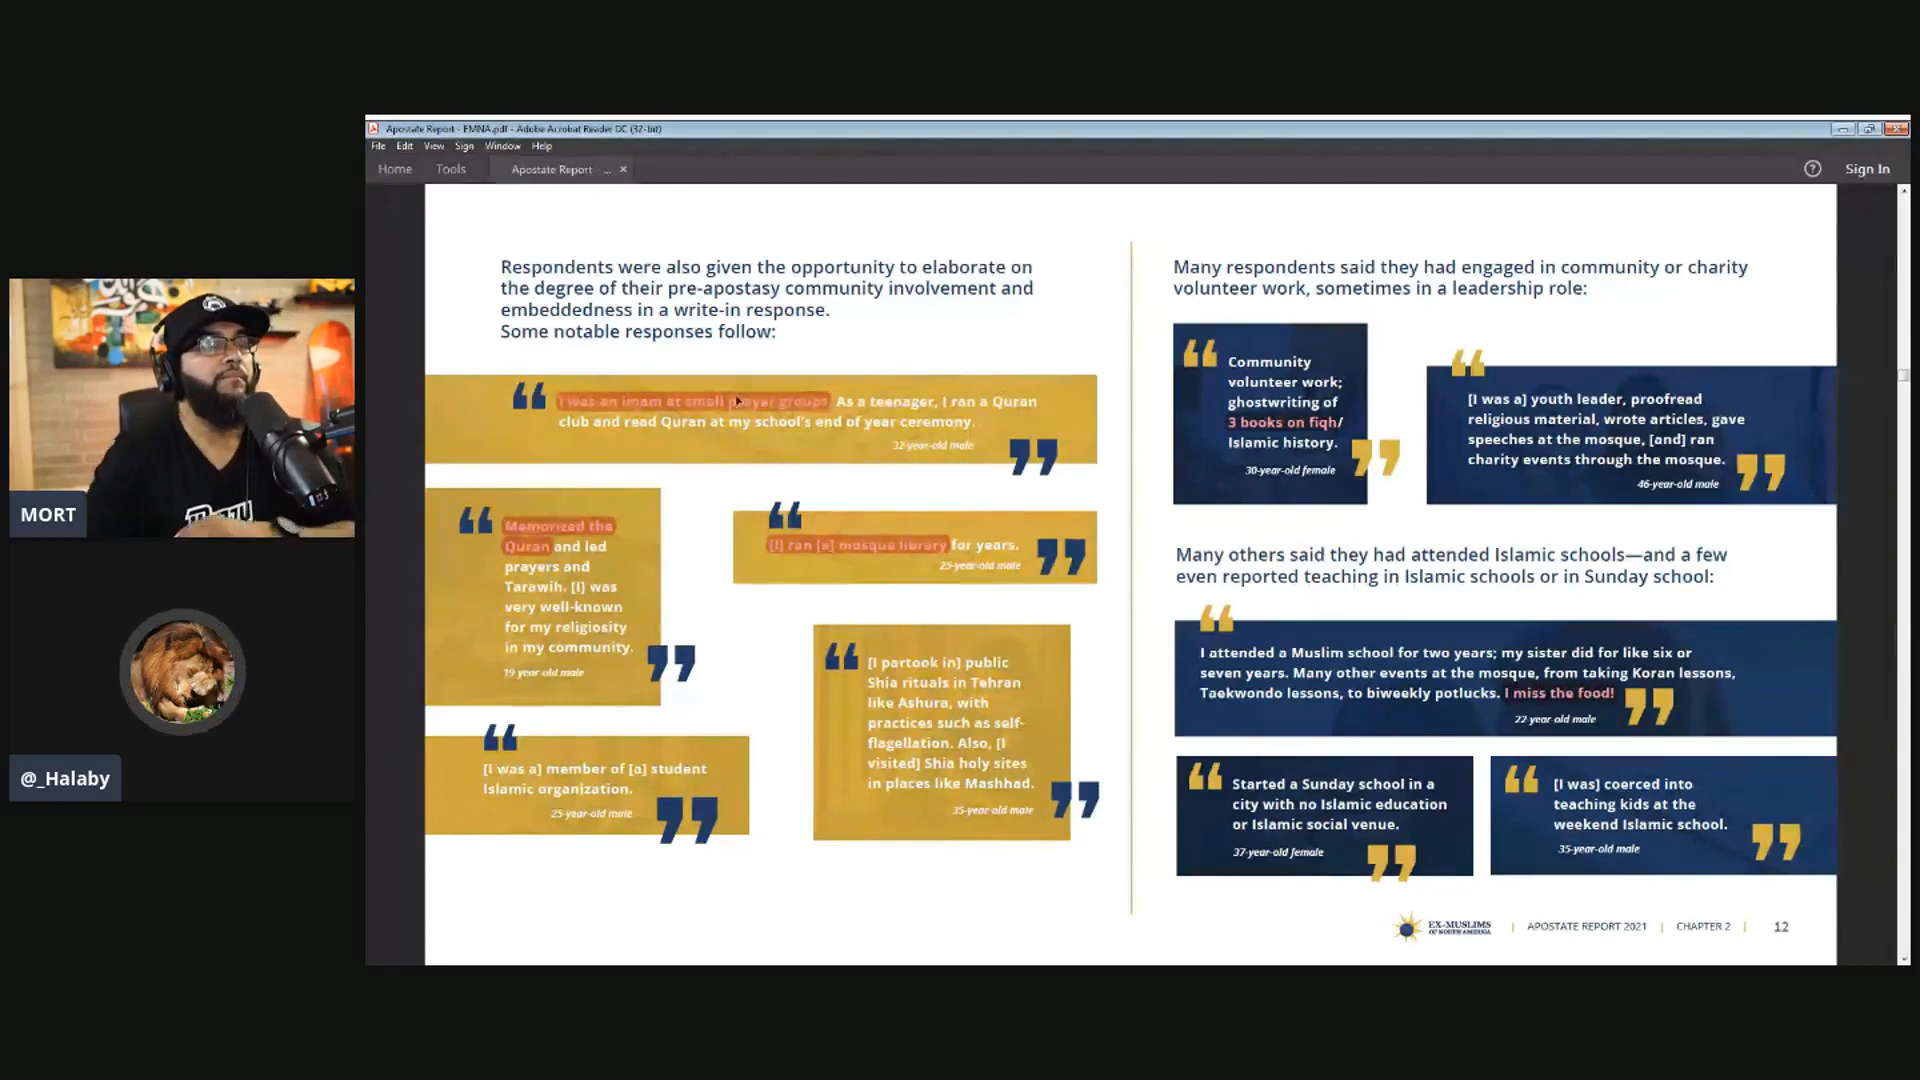 Apostate Report - EMNA.pdf - Adobe Acrobat Reader DC (32-bit)
File Edit View Sign Window Help
Home Tools Apostate Report - ... × ? Sign In
Respondents were also given the opportunity to elaborate on
the degree of their pre-apostasy community involvement and
embeddedness in a write-in response.
Some notable responses follow:
“ I was an imam at small prayer groups. As a teenager, I ran a Quran
club and read Quran at my school's end of year ceremony.
32-year-old male ”
“ Memorized the
Quran and led
prayers and
Tarawih. [I] was
very well-known
for my religiosity
in my community.
19 year-old male ”
“ [I] ran [a] mosque library for years.
25-year-old male ”
“ [I was a] member of [a] student
Islamic organization.
25-year-old male ”
“ [I partook in] public
Shia rituals in Tehran
like Ashura, with
practices such as self-
flagellation. Also, [I
visited] Shia holy sites
in places like Mashhad.
35-year-old male ”
Many respondents said they had engaged in community or charity
volunteer work, sometimes in a leadership role:
“ Community
volunteer work;
ghostwriting of
3 books on fiqh/
Islamic history.
30-year-old female ”
“ [I was a] youth leader, proofread
religious material, wrote articles, gave
speeches at the mosque, [and] ran
charity events through the mosque.
46-year-old male ”
Many others said they had attended Islamic schools—and a few
even reported teaching in Islamic schools or in Sunday school:
“ I attended a Muslim school for two years; my sister did for like six or
seven years. Many other events at the mosque, from taking Koran lessons,
Taekwondo lessons, to biweekly potlucks. I miss the food!
22-year-old male ”
“ Started a Sunday school in a
city with no Islamic education
or Islamic social venue.
37-year-old female ”
“ [I was] coerced into
teaching kids at the
weekend Islamic school.
35-year-old male ”
EX-MUSLIMS
OF NORTH AMERICA
| APOSTATE REPORT 2021 | CHAPTER 2 | 12
MORT
@_Halaby